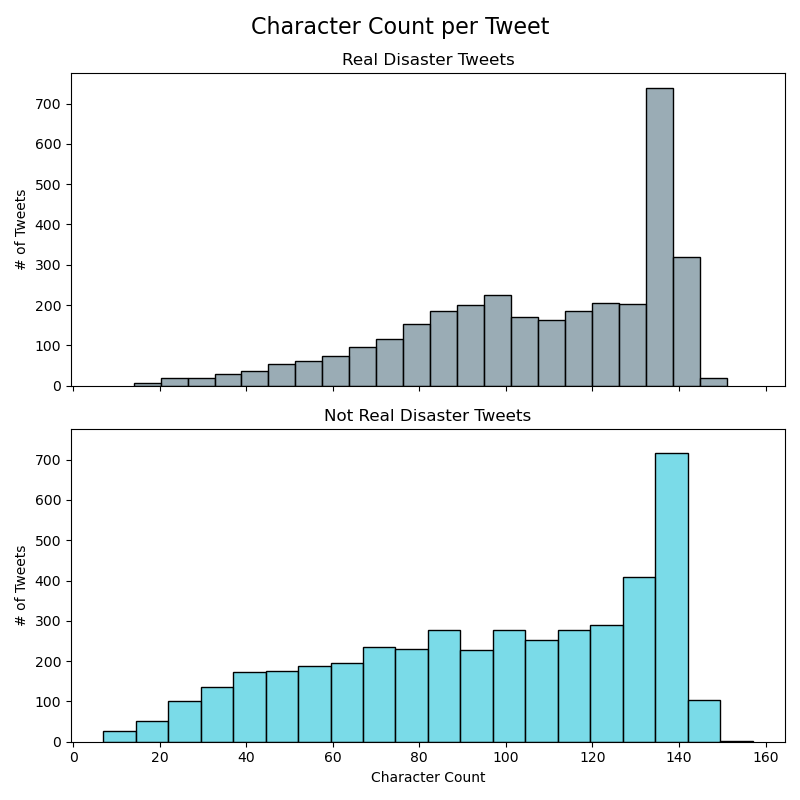 Character Count per Tweet
Real Disaster Tweets
700
600
500
400
300
200
100
0
# of Tweets
Not Real Disaster Tweets
700
600
500
400
300
200
100
0
# of Tweets
0 20 40 60 80 100 120 140 160
Character Count